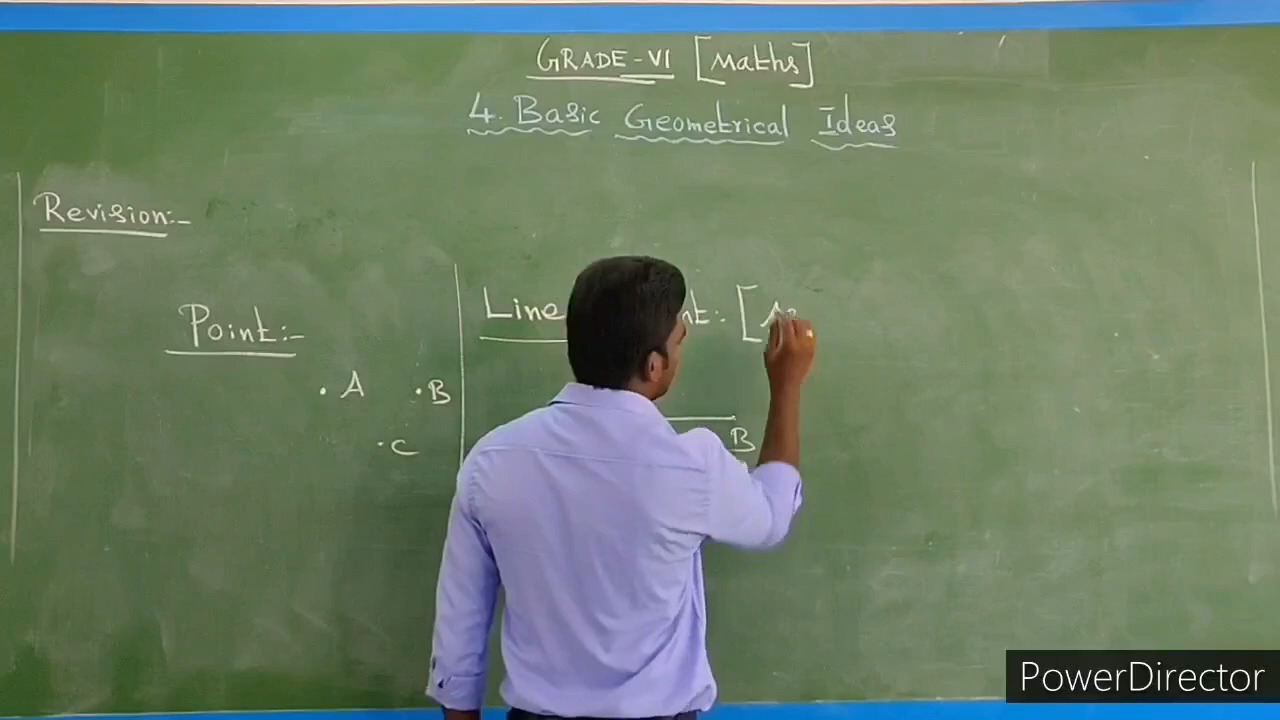 GRADE-VI [Maths]
4. Basic Geometrical Ideas
Revision:-
Point:-
. A
. B
. C
Line
B
PowerDirector